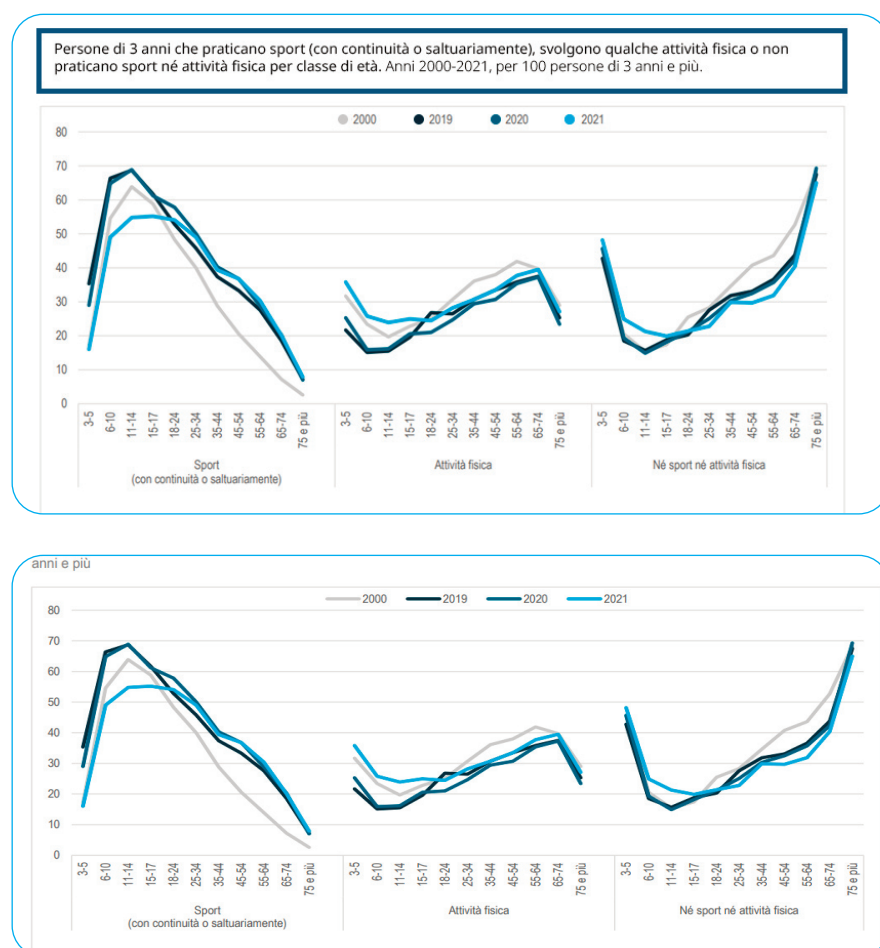 Persone di 3 anni che praticano sport (con continuità o saltuariamente), svolgono qualche attività fisica o non
praticano sport né attività fisica per classe di età. Anni 2000-2021, per 100 persone di 3 anni e più.
2000 2019 2020 2021
80
70
60
50
40
30
20
10
0
3-5 6-10 11-14 15-17 18-24 25-34 35-44 45-54 55-64 65-74 75 e più 3-5 6-10 11-14 15-17 18-24 25-34 35-44 45-54 55-64 65-74 75 e più 3-5 6-10 11-14 15-17 18-24 25-34 35-44 45-54 55-64 65-74 75 e più
Sport Attività fisica Né sport né attività fisica
(con continuità o saltuariamente)
anni e più
2000 2019 2020 2021
80
70
60
50
40
30
20
10
0
3-5 6-10 11-14 15-17 18-24 25-34 35-44 45-54 55-64 65-74 75 e più 3-5 6-10 11-14 15-17 18-24 25-34 35-44 45-54 55-64 65-74 75 e più 3-5 6-10 11-14 15-17 18-24 25-34 35-44 45-54 55-64 65-74 75 e più
Sport Attività fisica Né sport né attività fisica
(con continuità o saltuariamente)